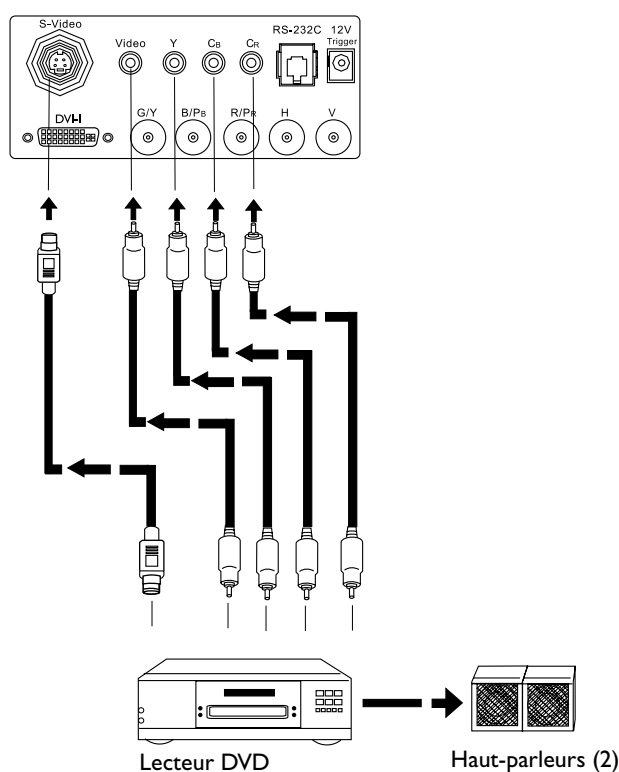 S-Video
RS-232C 12V
Trigger
Video Y CB CR
DVI-I G/Y B/PB R/PR H V
Lecteur DVD
Haut-parleurs (2)